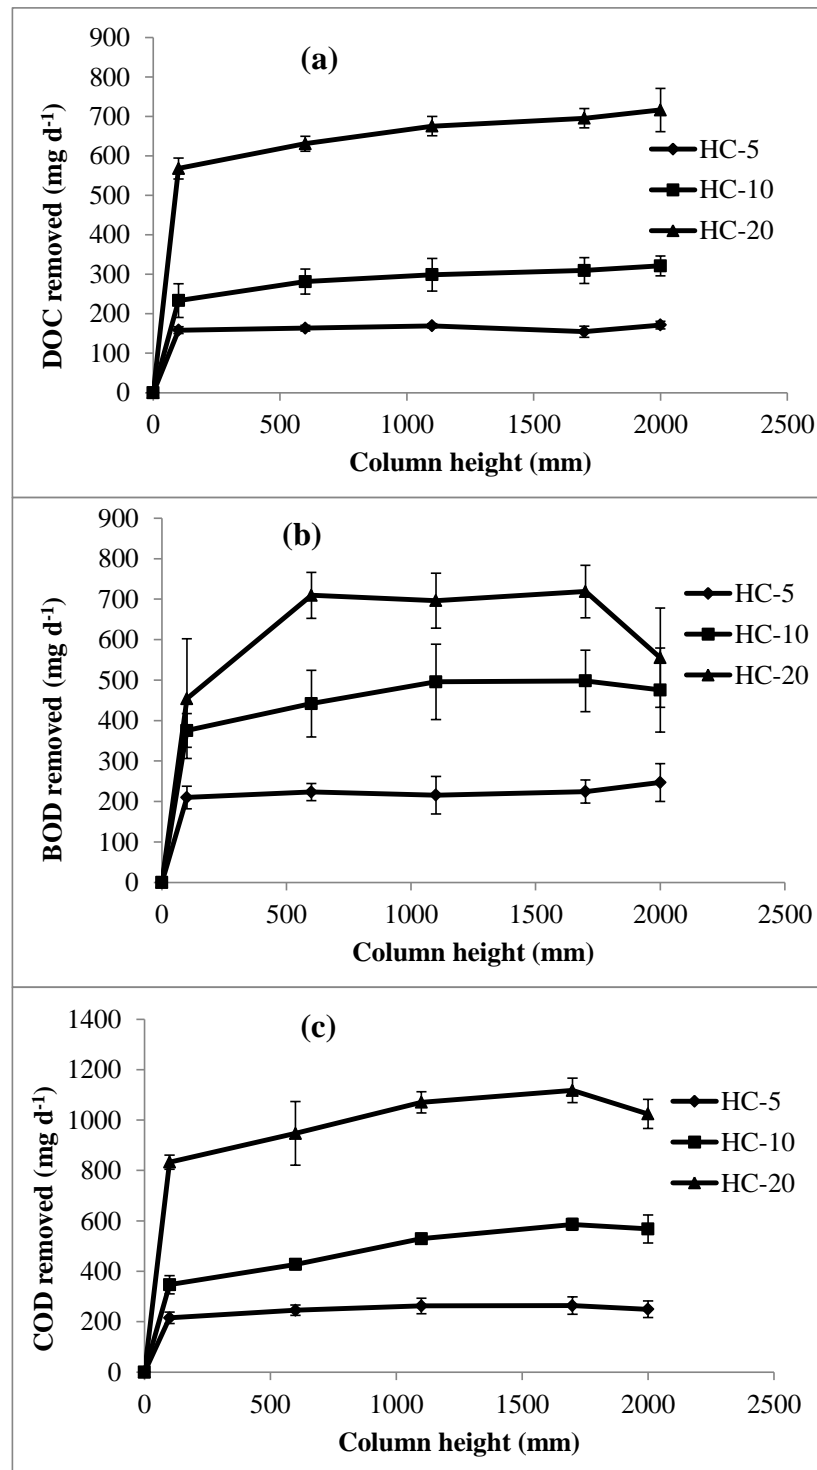 (a)
900
800
700
600
500
400
300
200
100
0
DOC removed (mg d-1)
HC-5
HC-10
HC-20
0 500 1000 1500 2000 2500
Column height (mm)
(b)
900
800
700
600
500
400
300
200
100
0
BOD removed (mg d-1)
HC-5
HC-10
HC-20
0 500 1000 1500 2000 2500
Column height (mm)
(c)
1400
1200
1000
800
600
400
200
0
COD removed (mg d-1)
HC-5
HC-10
HC-20
0 500 1000 1500 2000 2500
Column height (mm)